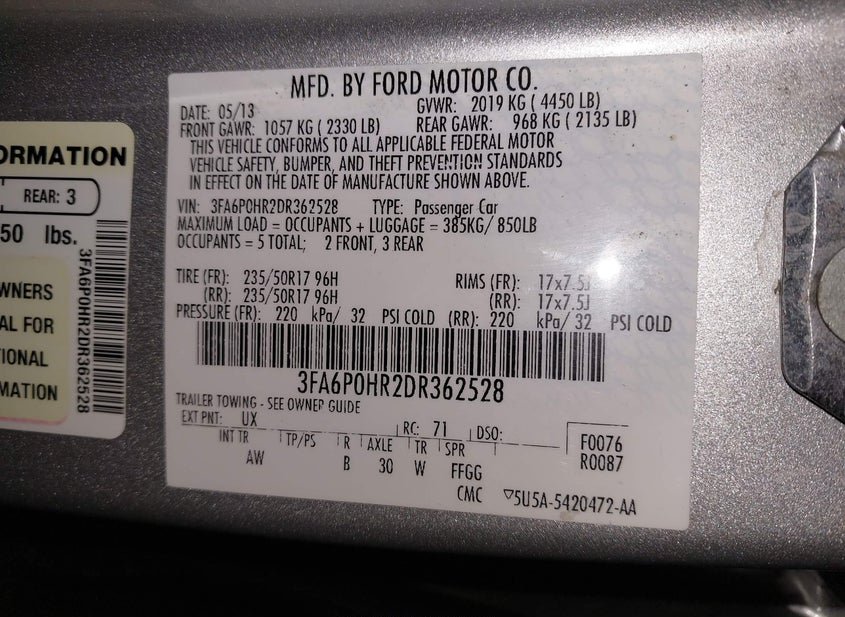 ORMATION
REAR: 3
50 lbs.
WNERS
AL FOR
TIONAL
MATION
3FA6P0HR2DR362528
MFD. BY FORD MOTOR CO.
DATE: 05/13 GVWR: 2019 KG ( 4450 LB)
FRONT GAWR: 1057 KG ( 2330 LB) REAR GAWR: 968 KG ( 2135 LB)
THIS VEHICLE CONFORMS TO ALL APPLICABLE FEDERAL MOTOR
VEHICLE SAFETY, BUMPER, AND THEFT PREVENTION STANDARDS
IN EFFECT ON THE DATE OF MANUFACTURE SHOWN ABOVE.
VIN: 3FA6P0HR2DR362528 TYPE: Passenger Car
MAXIMUM LOAD = OCCUPANTS + LUGGAGE = 385KG/ 850LB
OCCUPANTS = 5 TOTAL; 2 FRONT, 3 REAR
TIRE (FR): 235/50R17 96H RIMS (FR): 17x7.5J
(RR): 235/50R17 96H (RR): 17x7.5J
PRESSURE (FR): 220 kPa/ 32 PSI COLD (RR): 220 kPa/ 32 PSI COLD
3FA6P0HR2DR362528
TRAILER TOWING - SEE OWNER GUIDE
EXT PNT: UX RC: 71 DSO: F0076
INT TR TP/PS R AXLE TR SPR R0087
AW B 30 W FFGG
CMC ▽5U5A-5420472-AA